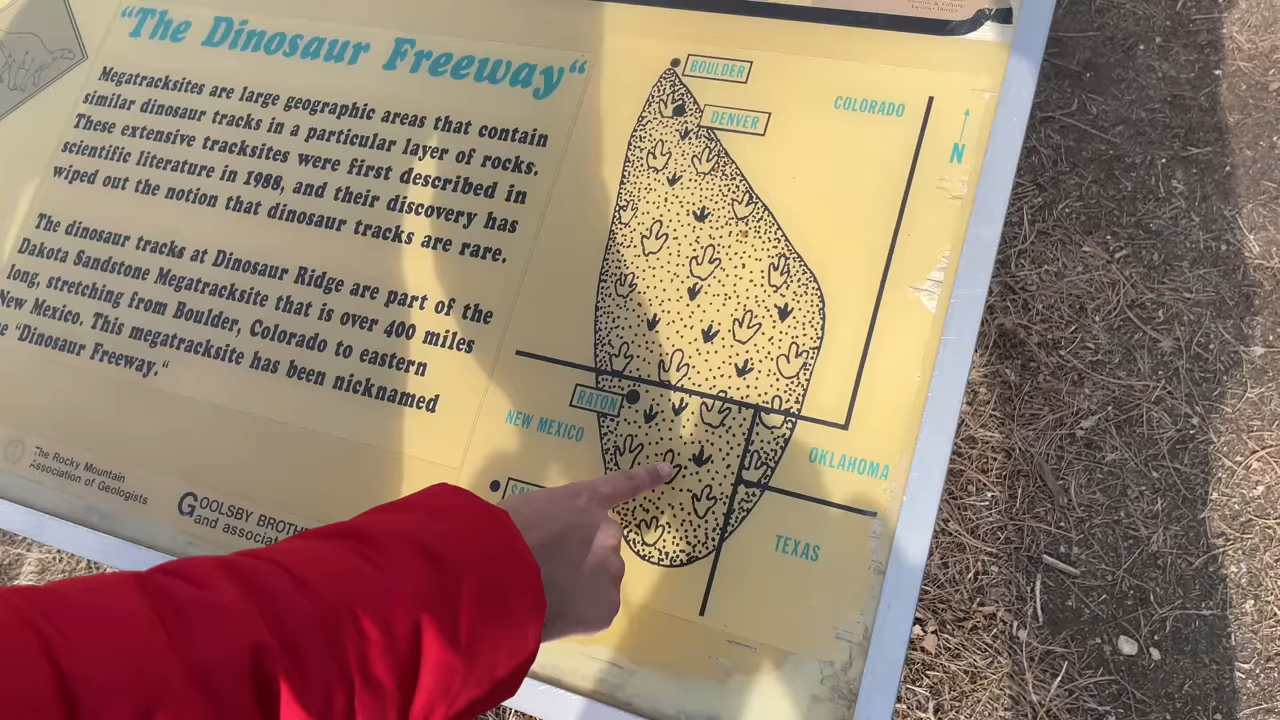 "The Dinosaur Freeway"
Megatracksites are large geographic areas that contain
similar dinosaur tracks in a particular layer of rocks.
These extensive tracksites were first described in
scientific literature in 1988, and their discovery has
wiped out the notion that dinosaur tracks are rare.
The dinosaur tracks at Dinosaur Ridge are part of the
Dakota Sandstone Megatracksite that is over 400 miles
long, stretching from Boulder, Colorado to eastern
New Mexico. This megatracksite has been nicknamed
"Dinosaur Freeway."
The Rocky Mountain
Association of Geologists
GOOLSBY
and
BOULDER
DENVER
COLORADO
N
RATON
NEW MEXICO
OKLAHOMA
TEXAS